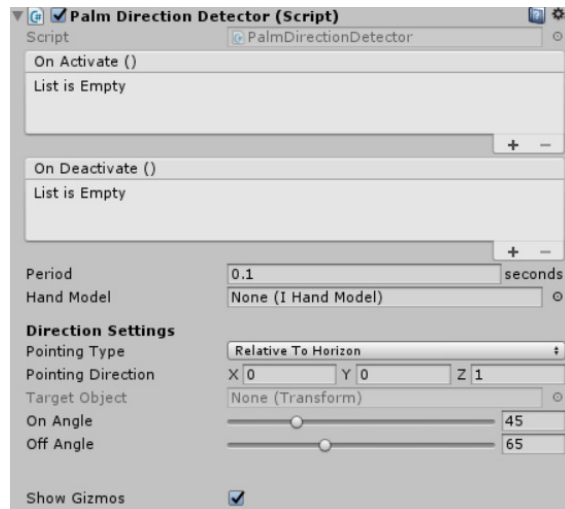 Palm Direction Detector (Script)
Script PalmDirectionDetector
On Activate ()
List is Empty
+ −
On Deactivate ()
List is Empty
+ −
Period 0.1 seconds
Hand Model None (I Hand Model)
Direction Settings
Pointing Type Relative To Horizon
Pointing Direction X 0 Y 0 Z 1
Target Object None (Transform)
On Angle 45
Off Angle 65
Show Gizmos